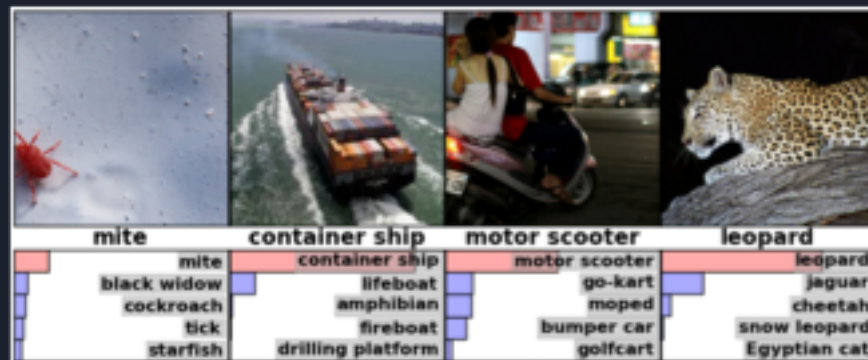 mite
container ship
motor scooter
leopard
mite
black widow
cockroach
tick
starfish
container ship
lifeboat
amphibian
fireboat
drilling platform
motor scooter
go-kart
moped
bumper car
golfcart
leopard
jaguar
cheetah
snow leopard
Egyptian cat